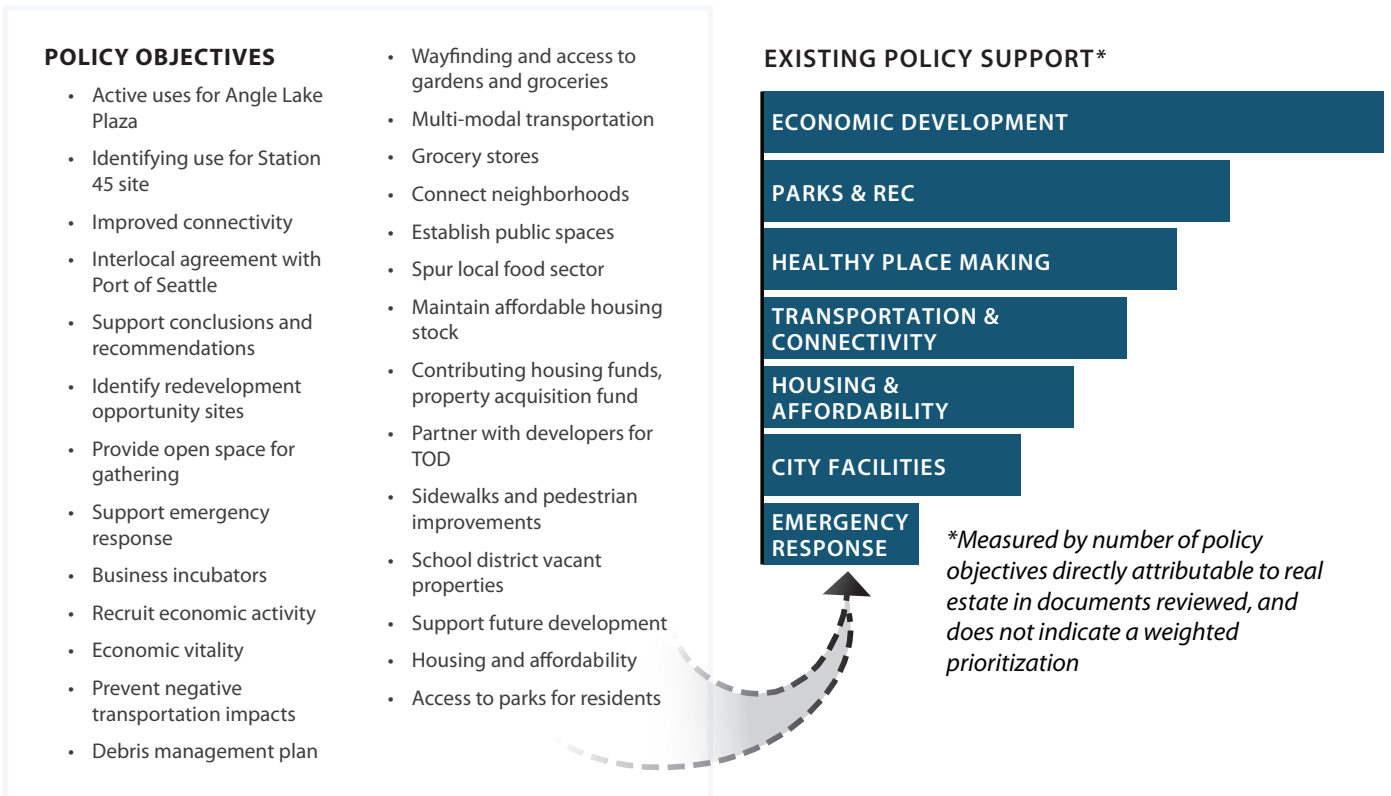 POLICY OBJECTIVES
• Active uses for Angle Lake
Plaza
• Identifying use for Station
45 site
• Improved connectivity
• Interlocal agreement with
Port of Seattle
• Support conclusions and
recommendations
• Identify redevelopment
opportunity sites
• Provide open space for
gathering
• Support emergency
response
• Business incubators
• Recruit economic activity
• Economic vitality
• Prevent negative
transportation impacts
• Debris management plan
• Wayfinding and access to
gardens and groceries
• Multi-modal transportation
• Grocery stores
• Connect neighborhoods
• Establish public spaces
• Spur local food sector
• Maintain affordable housing
stock
• Contributing housing funds,
property acquisition fund
• Partner with developers for
TOD
• Sidewalks and pedestrian
improvements
• School district vacant
properties
• Support future development
• Housing and affordability
• Access to parks for residents
EXISTING POLICY SUPPORT*
ECONOMIC DEVELOPMENT
PARKS & REC
HEALTHY PLACE MAKING
TRANSPORTATION &
CONNECTIVITY
HOUSING &
AFFORDABILITY
CITY FACILITIES
EMERGENCY
RESPONSE
*Measured by number of policy
objectives directly attributable to real
estate in documents reviewed, and
does not indicate a weighted
prioritization